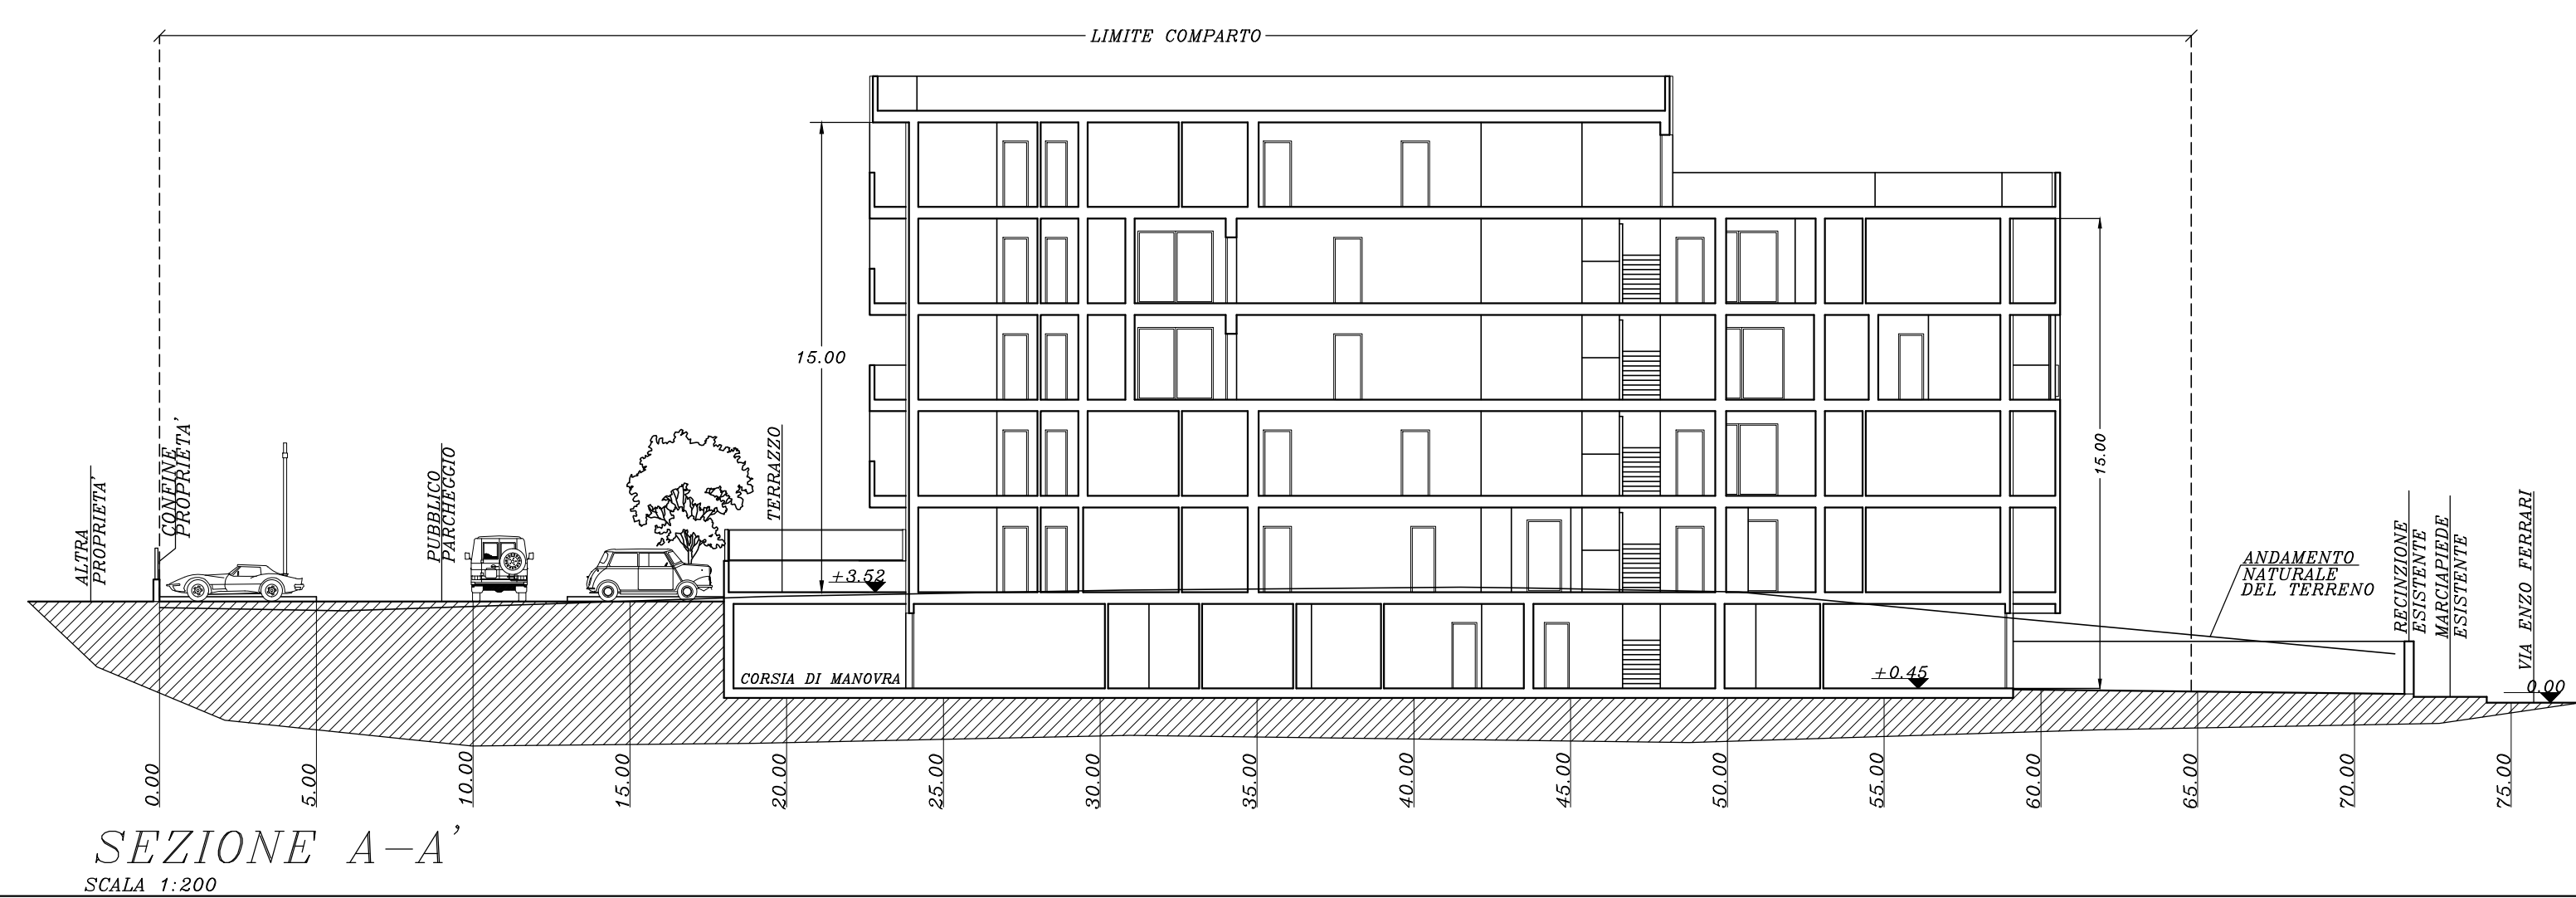 LIMITE COMPARTO
15.00
15.00
ALTRA
PROPRIETA'
CONFINE
PROPRIETA'
PUBBLICO
PARCHEGGIO
TERRAZZO
+3.52
CORSIA DI MANOVRA
+0.45
ANDAMENTO
NATURALE
DEL TERRENO
RECINZIONE
ESISTENTE
MARCIAPIEDE
ESISTENTE
VIA ENZO FERRARI
0.00
0.00
5.00
10.00
15.00
20.00
25.00
30.00
35.00
40.00
45.00
50.00
55.00
60.00
65.00
70.00
75.00
SEZIONE A-A'
SCALA 1:200